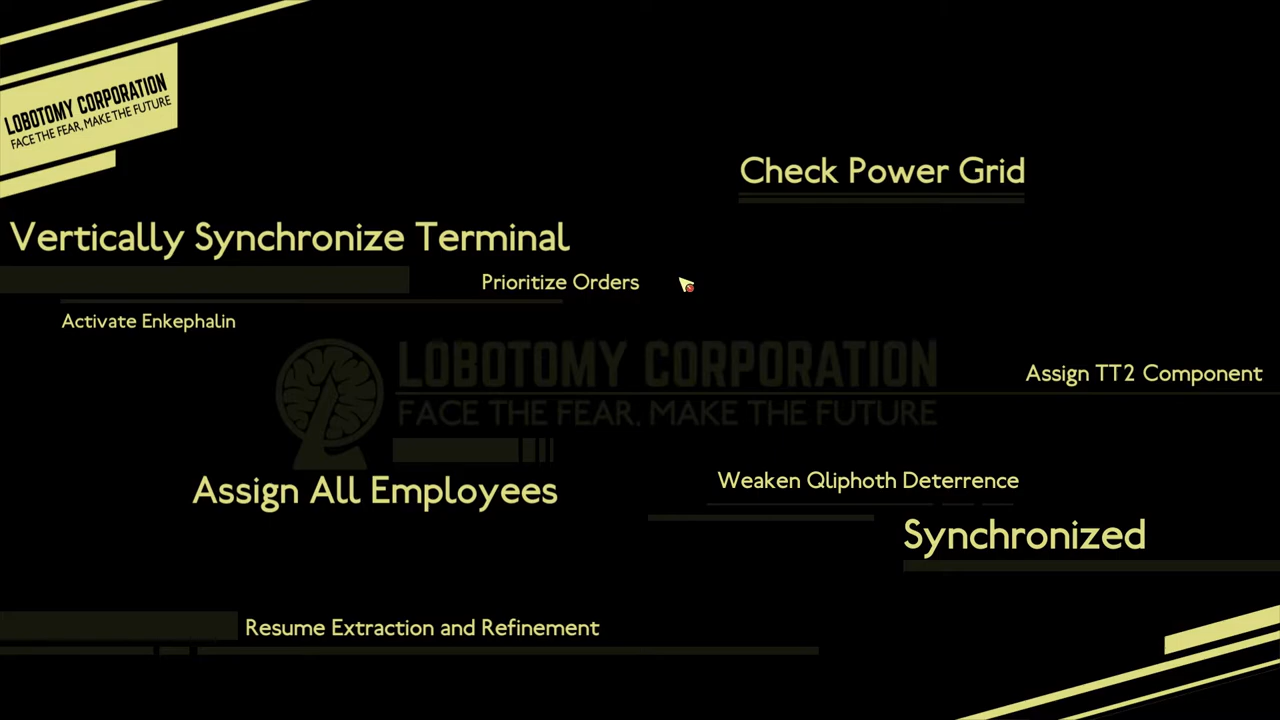 LOBOTOMY CORPORATION
FACE THE FEAR, MAKE THE FUTURE
Check Power Grid
Vertically Synchronize Terminal
Prioritize Orders
Activate Enkephalin
LOBOTOMY CORPORATION
FACE THE FEAR, MAKE THE FUTURE
Assign TT2 Component
Assign All Employees
Weaken Qliphoth Deterrence
Synchronized
Resume Extraction and Refinement